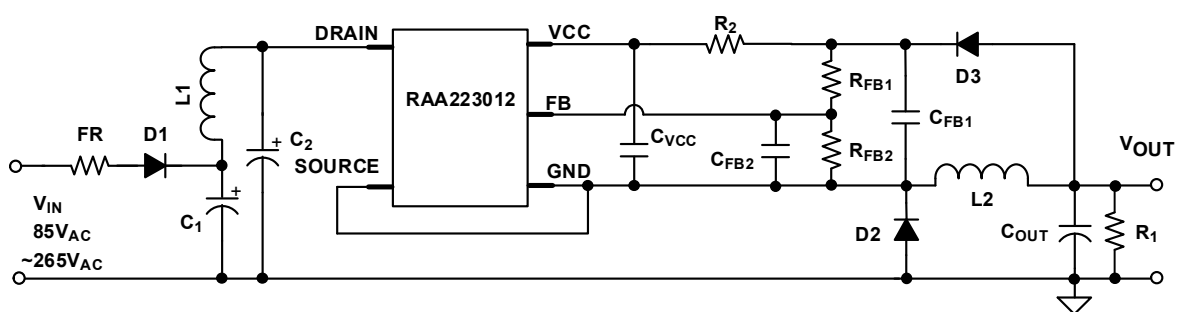 DRAIN
VCC
R2
D3
L1
RAA223012
RFB1
CFB1
FB
FR
D1
C2
+
SOURCE
CVCC
CFB2
RFB2
VOUT
GND
L2
+
C1
VIN
85VAC
~265VAC
D2
COUT
R1